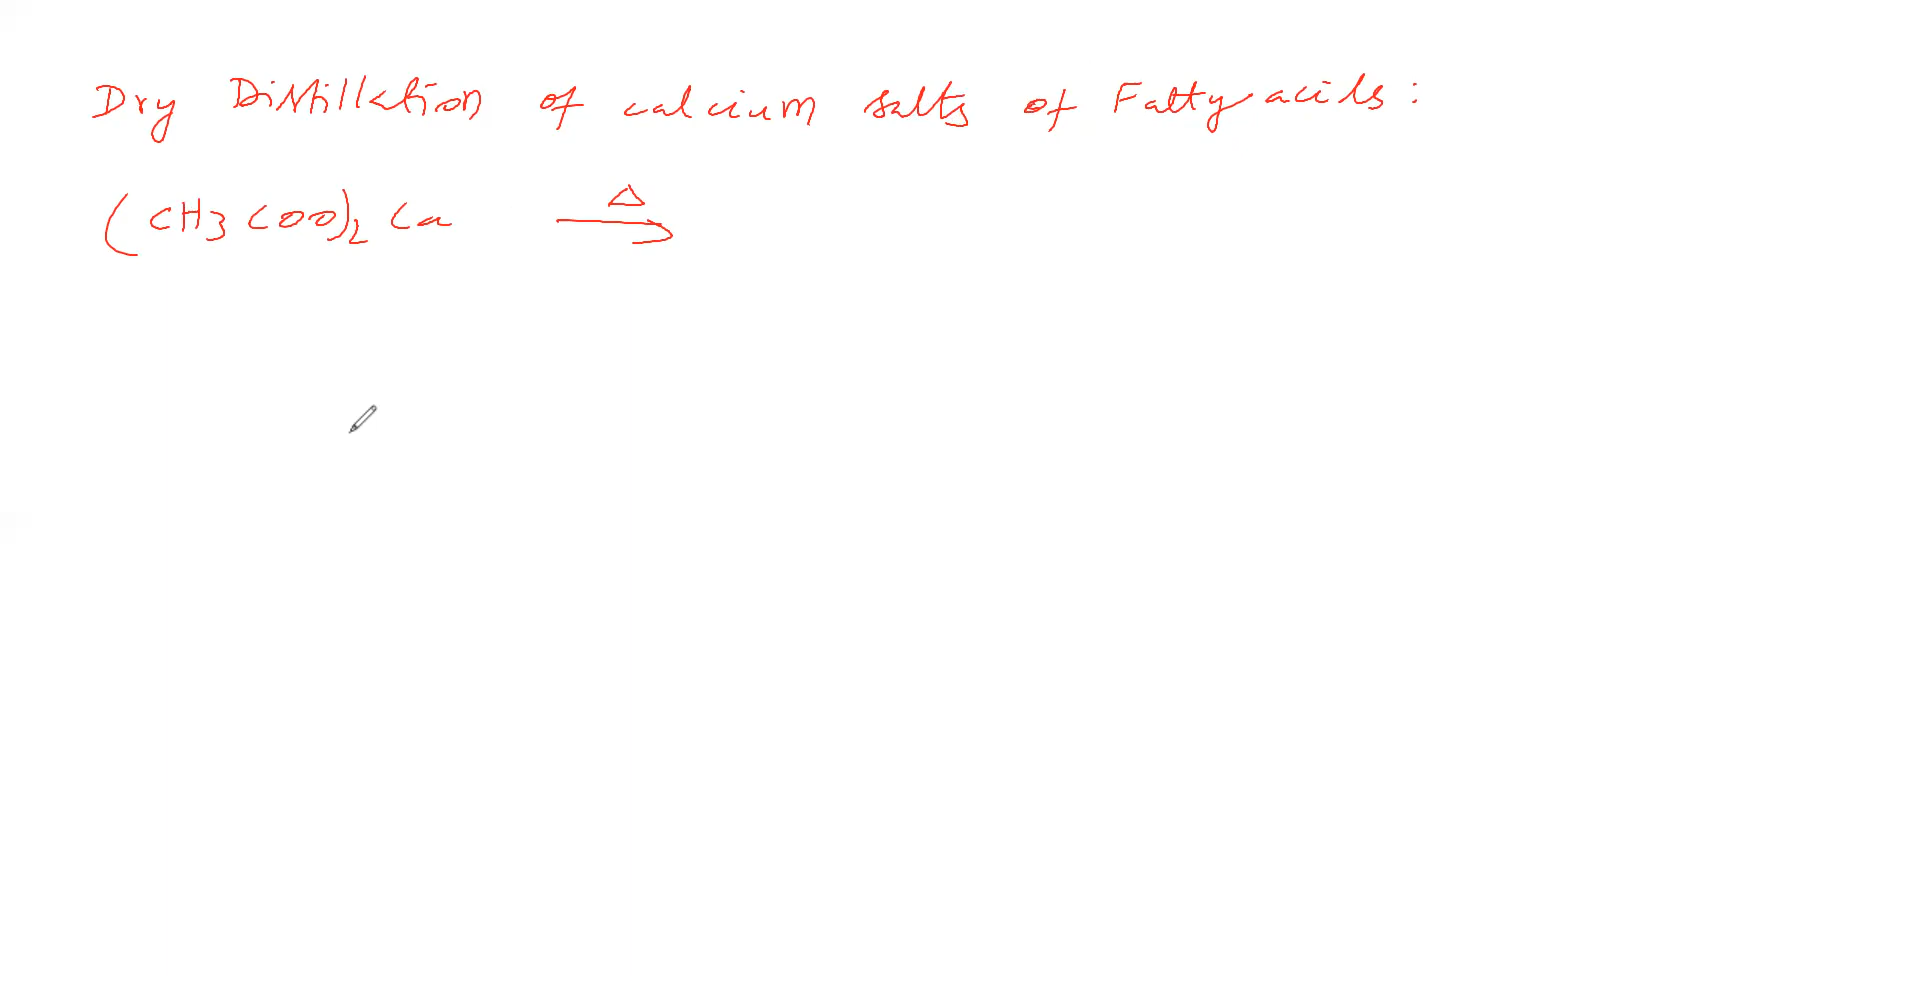 Dry Distillation of calcium salts of Fatty acids :
(CH3COO)2 Ca →Δ